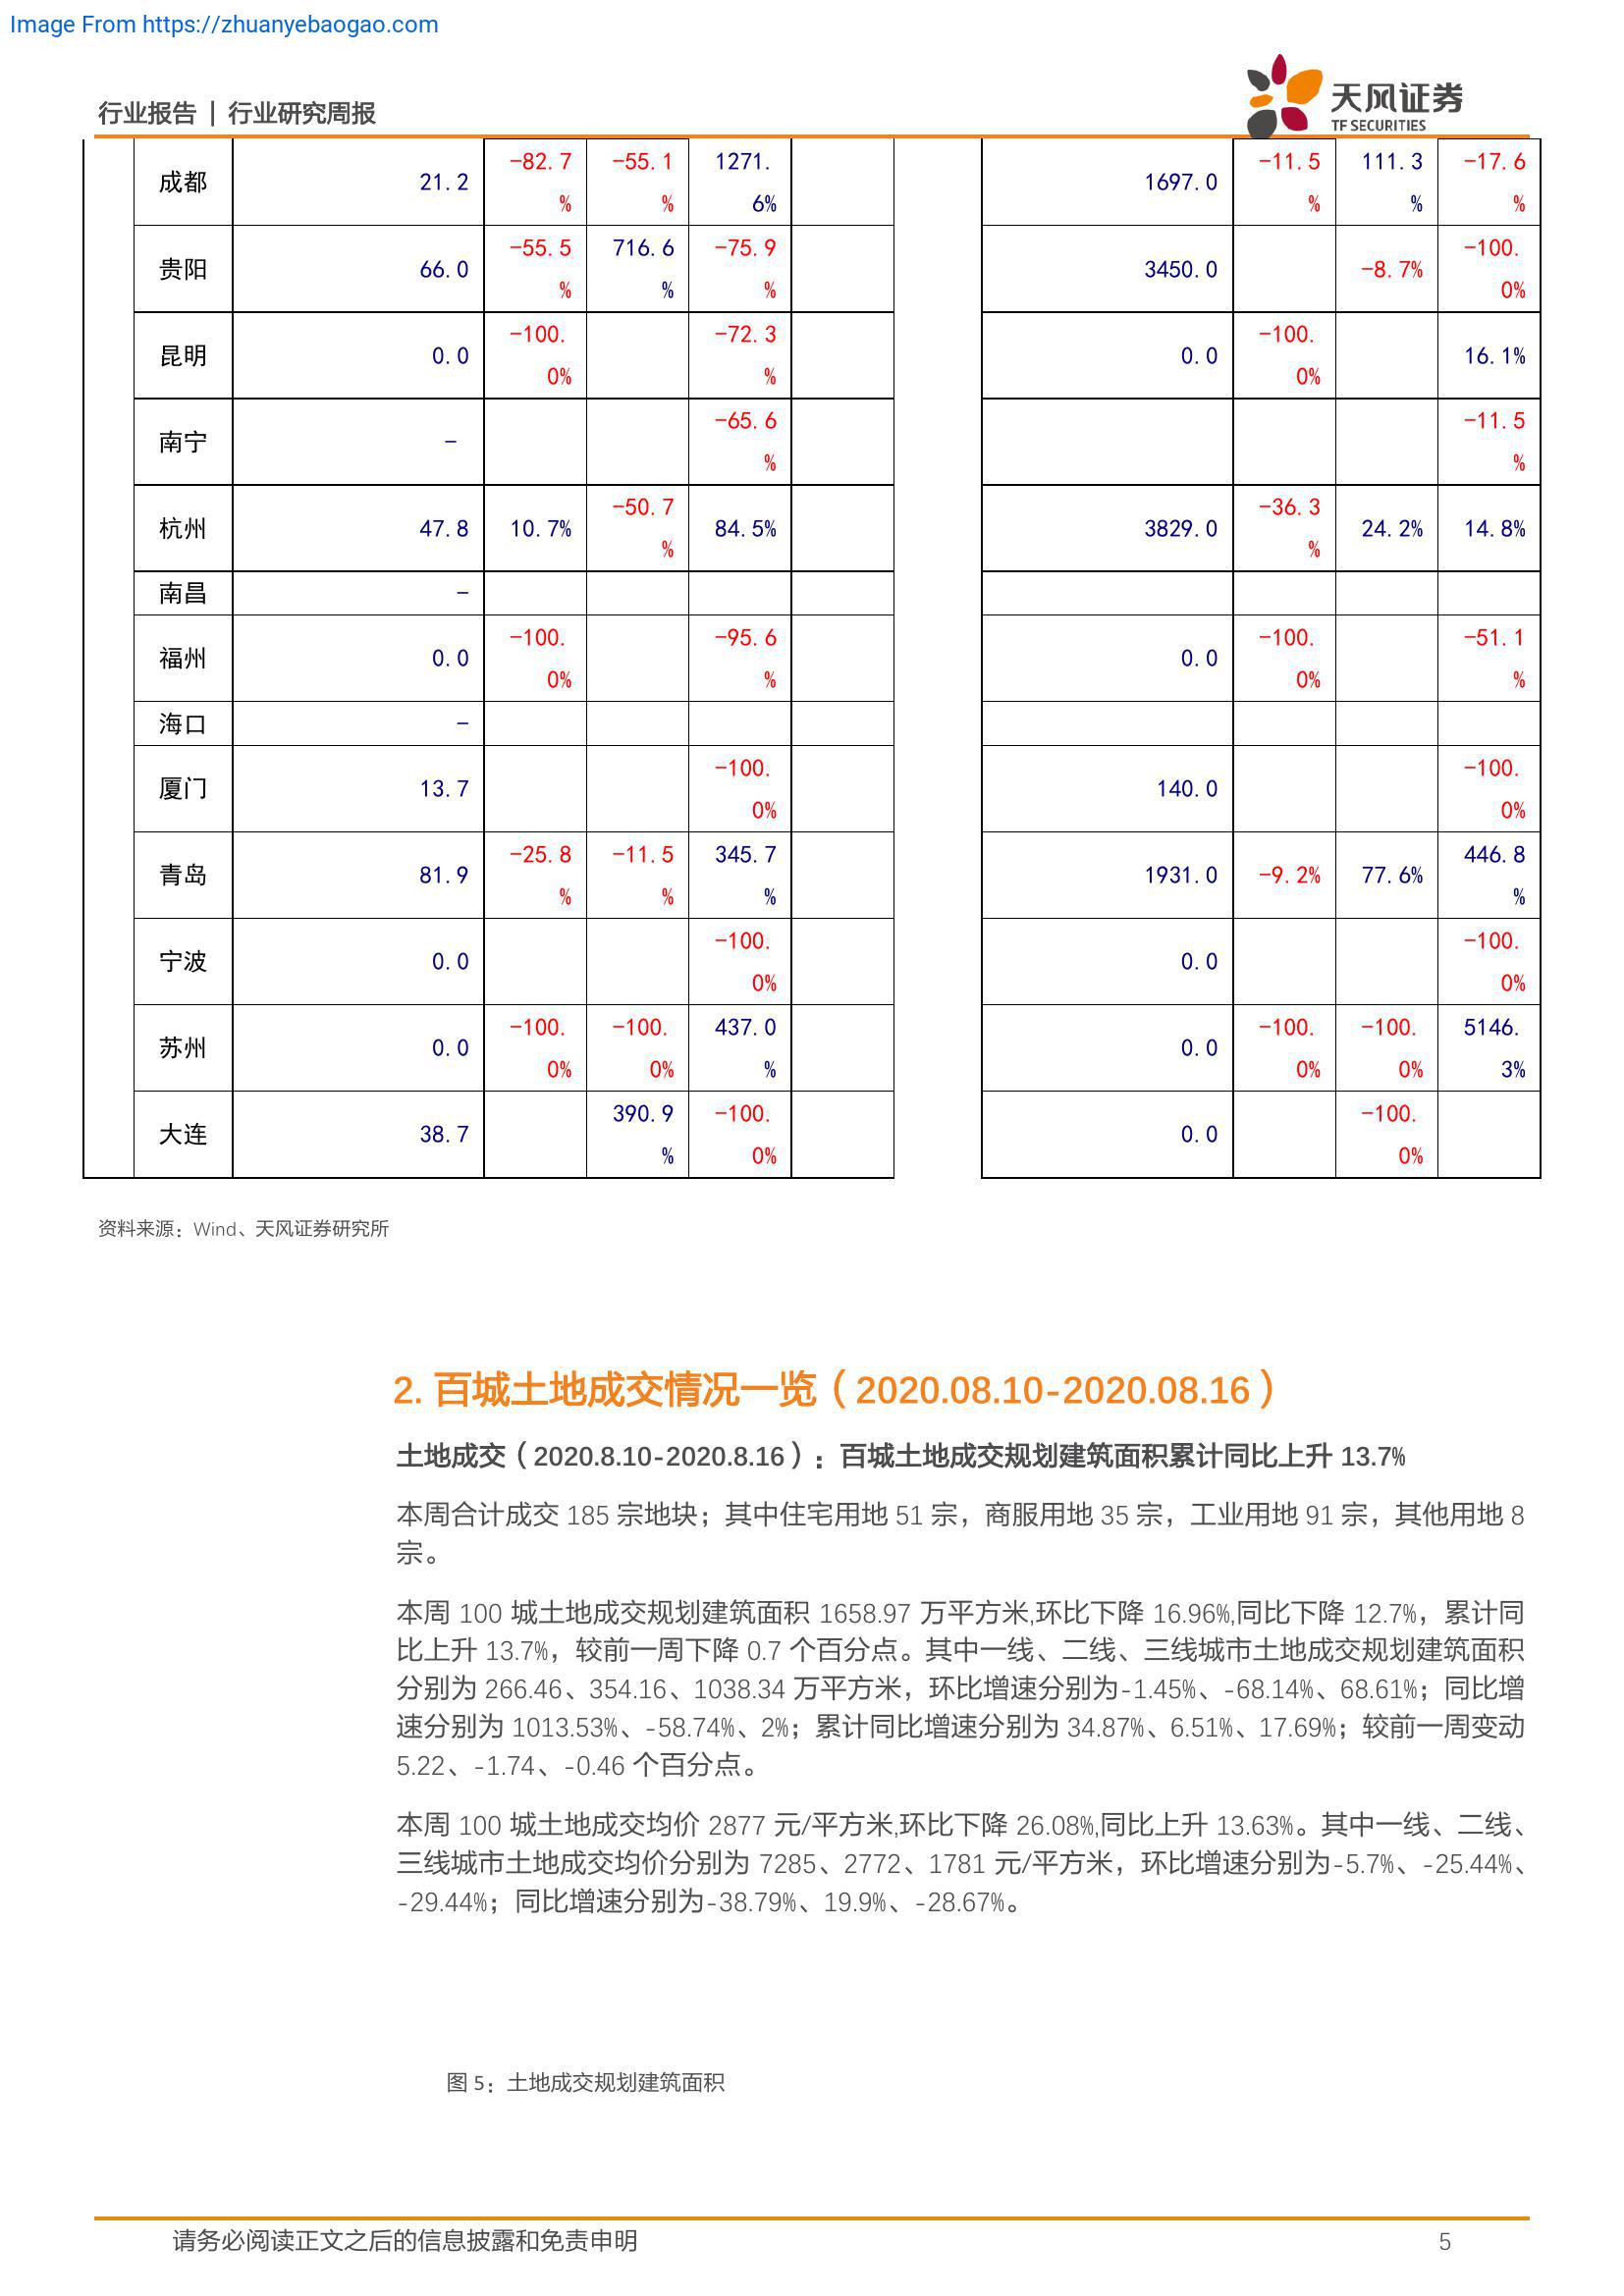 Image From https://zhuanyebaogao.com
行业报告 | 行业研究周报
天风证券
TF SECURITIES
成都 21.2 -82.7% -55.1% 1271.6% 1697.0 -11.5% 111.3% -17.6%
贵阳 66.0 -55.5% 716.6% -75.9% 3450.0 -8.7% -100.0%
昆明 0.0 -100.0% -72.3% 0.0 -100.0% 16.1%
南宁 - -65.6% -11.5%
杭州 47.8 10.7% -50.7% 84.5% 3829.0 -36.3% 24.2% 14.8%
南昌 -
福州 0.0 -100.0% -95.6% 0.0 -100.0% -51.1%
海口 -
厦门 13.7 -100.0% 140.0 -100.0%
青岛 81.9 -25.8% -11.5% 345.7% 1931.0 -9.2% 77.6% 446.8%
宁波 0.0 -100.0% 0.0 -100.0%
苏州 0.0 -100.0% -100.0% 437.0% 0.0 -100.0% -100.0% 5146.3%
大连 38.7 390.9% -100.0% 0.0 -100.0%
资料来源：Wind、天风证券研究所
2. 百城土地成交情况一览（2020.08.10-2020.08.16）
土地成交（2020.8.10-2020.8.16）：百城土地成交规划建筑面积累计同比上升 13.7%
本周合计成交 185 宗地块；其中住宅用地 51 宗，商服用地 35 宗，工业用地 91 宗，其他用地 8
宗。
本周 100 城土地成交规划建筑面积 1658.97 万平方米,环比下降 16.96%,同比下降 12.7%，累计同
比上升 13.7%，较前一周下降 0.7 个百分点。其中一线、二线、三线城市土地成交规划建筑面积
分别为 266.46、354.16、1038.34 万平方米，环比增速分别为-1.45%、-68.14%、68.61%；同比增
速分别为 1013.53%、-58.74%、2%；累计同比增速分别为 34.87%、6.51%、17.69%；较前一周变动
5.22、-1.74、-0.46 个百分点。
本周 100 城土地成交均价 2877 元/平方米,环比下降 26.08%,同比上升 13.63%。其中一线、二线、
三线城市土地成交均价分别为 7285、2772、1781 元/平方米，环比增速分别为-5.7%、-25.44%、
-29.44%；同比增速分别为-38.79%、19.9%、-28.67%。
图 5：土地成交规划建筑面积
请务必阅读正文之后的信息披露和免责申明 5